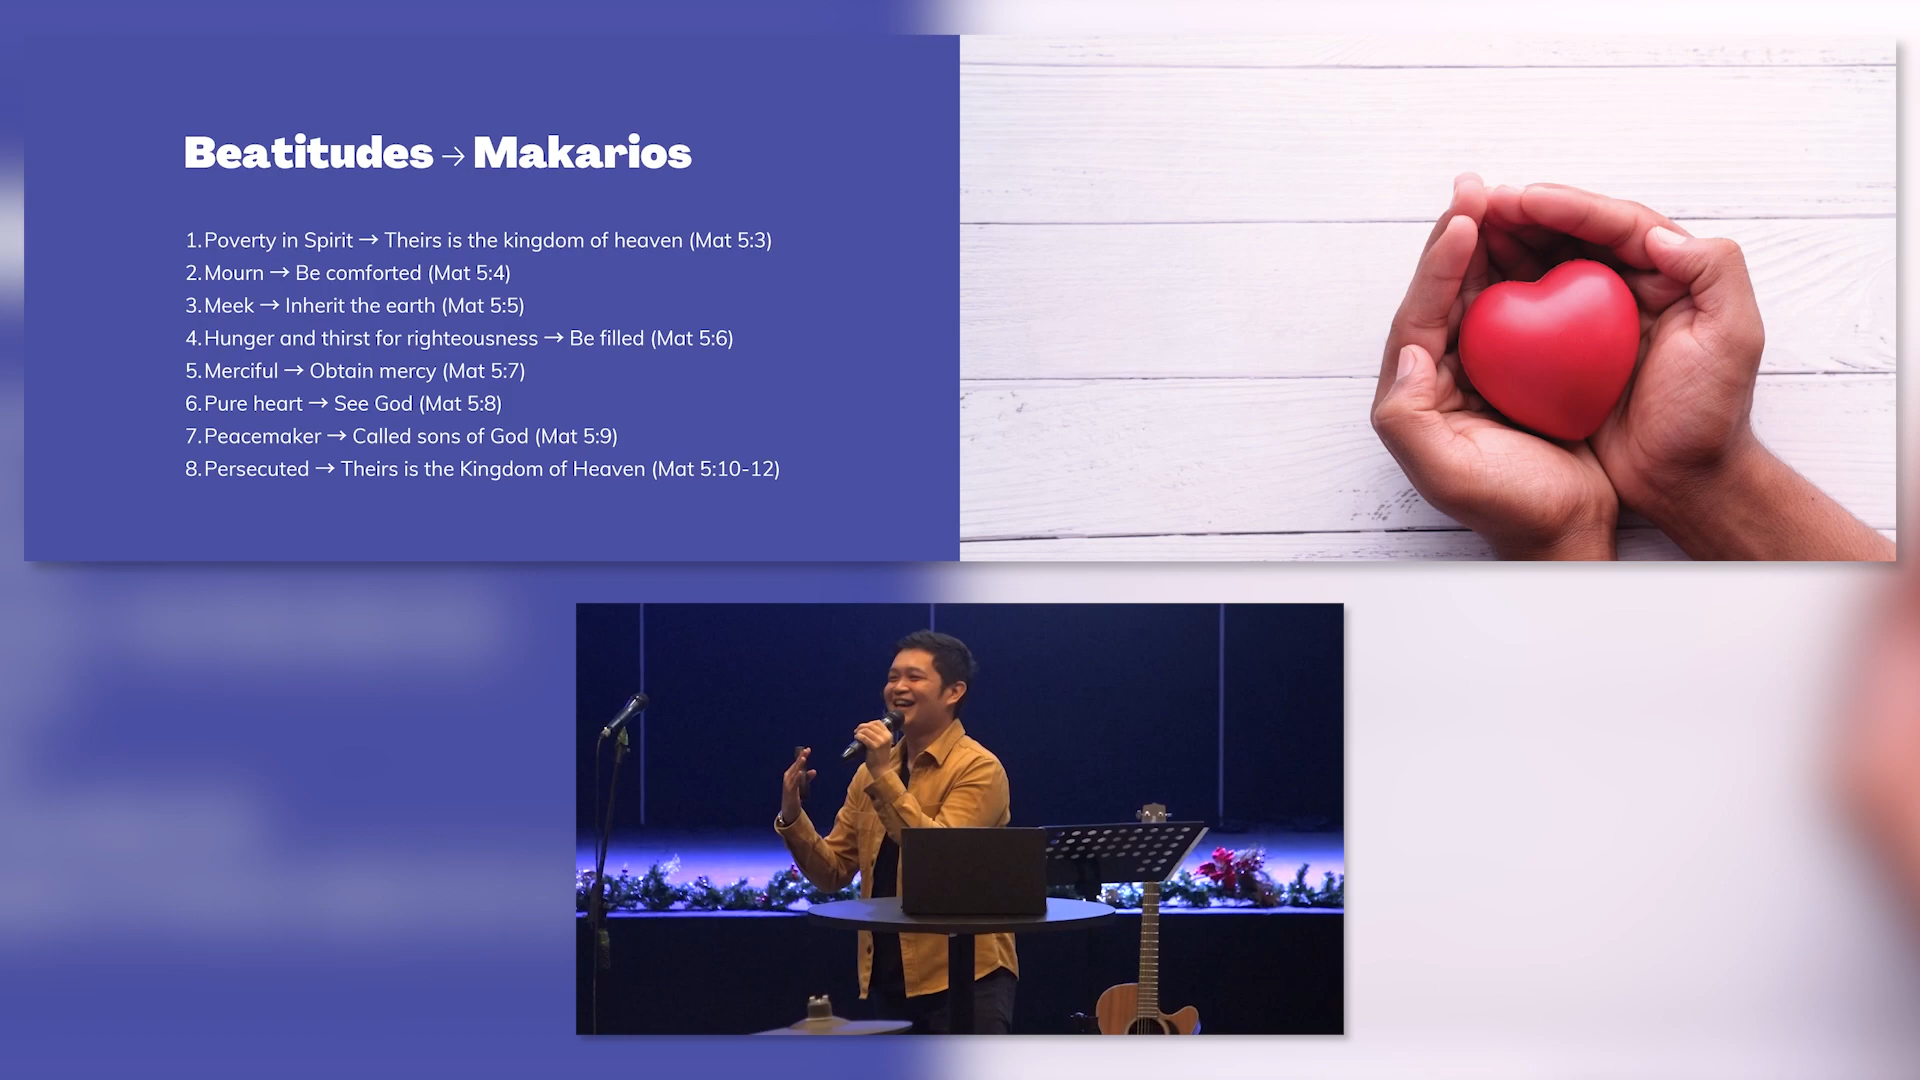 Beatitudes → Makarios
1. Poverty in Spirit → Theirs is the kingdom of heaven (Mat 5:3)
2. Mourn → Be comforted (Mat 5:4)
3. Meek → Inherit the earth (Mat 5:5)
4. Hunger and thirst for righteousness → Be filled (Mat 5:6)
5. Merciful → Obtain mercy (Mat 5:7)
6. Pure heart → See God (Mat 5:8)
7. Peacemaker → Called sons of God (Mat 5:9)
8. Persecuted → Theirs is the Kingdom of Heaven (Mat 5:10-12)